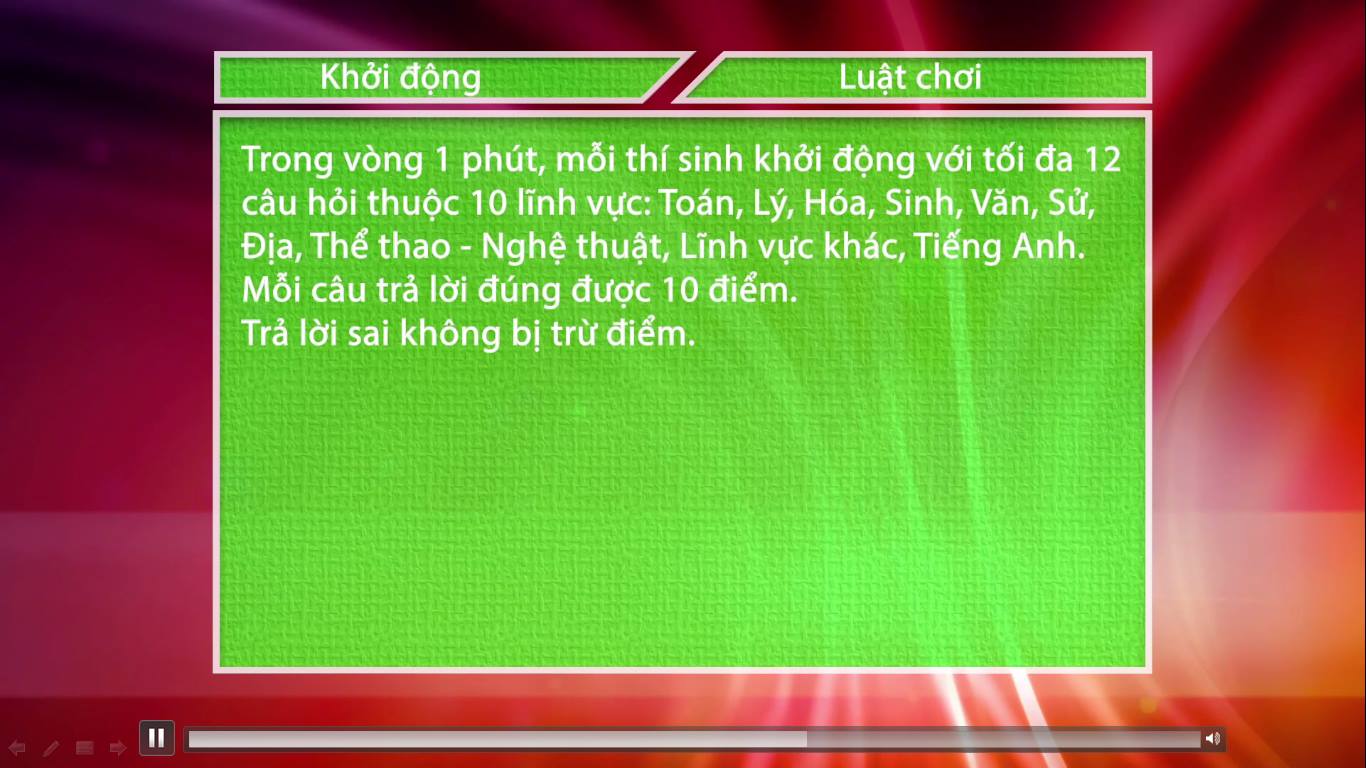 Khởi động
Luật chơi
Trong vòng 1 phút, mỗi thí sinh khởi động với tối đa 12
câu hỏi thuộc 10 lĩnh vực: Toán, Lý, Hóa, Sinh, Văn, Sử,
Địa, Thể thao - Nghệ thuật, Lĩnh vực khác, Tiếng Anh.
Mỗi câu trả lời đúng được 10 điểm.
Trả lời sai không bị trừ điểm.